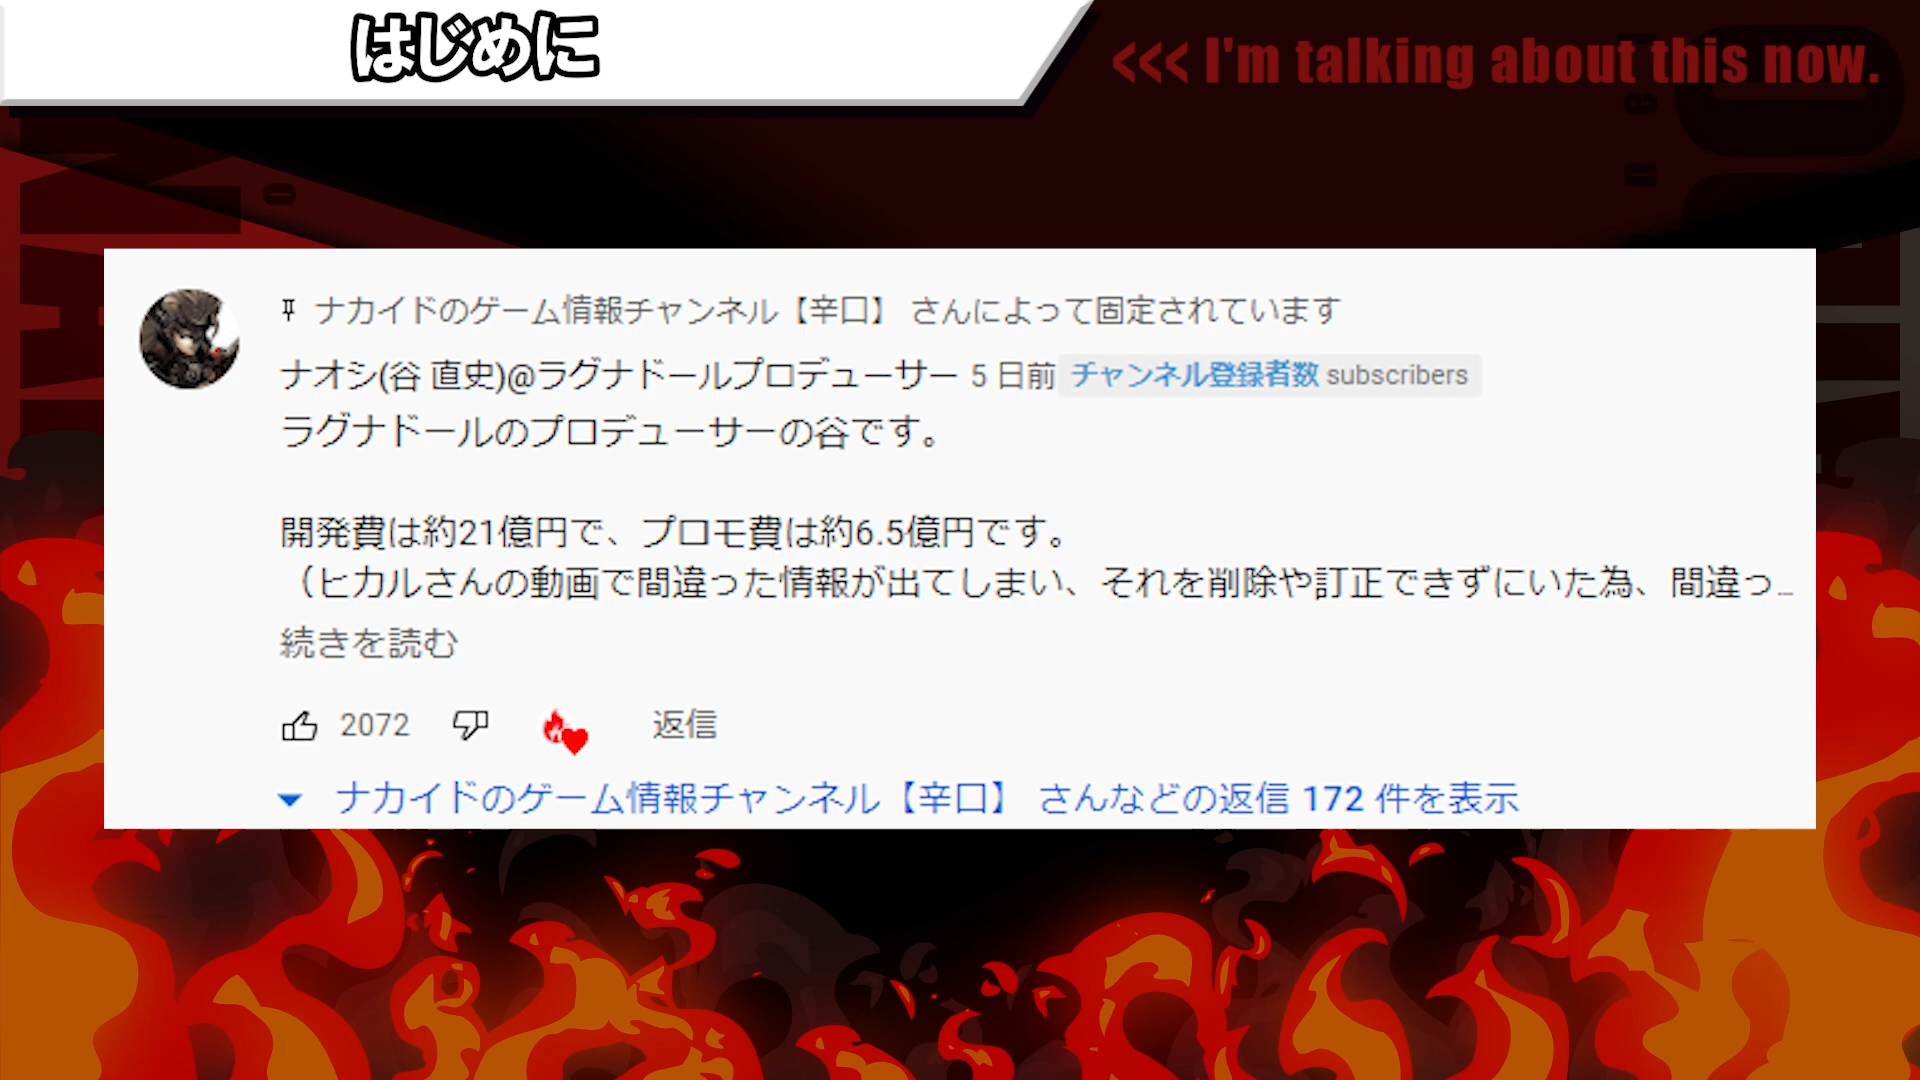 はじめに
<<< I'm talking about this now.
ナカイドのゲーム情報チャンネル【辛口】 さんによって固定されています
ナオシ(谷 直史)@ラグナドールプロデューサー 5 日前 チャンネル登録者数 subscribers
ラグナドールのプロデューサーの谷です。
開発費は約21億円で、プロモ費は約6.5億円です。
（ヒカルさんの動画で間違った情報が出てしまい、それを削除や訂正できずにいた為、間違っ...
続きを読む
2072 返信
ナカイドのゲーム情報チャンネル【辛口】 さんなどの返信 172 件を表示